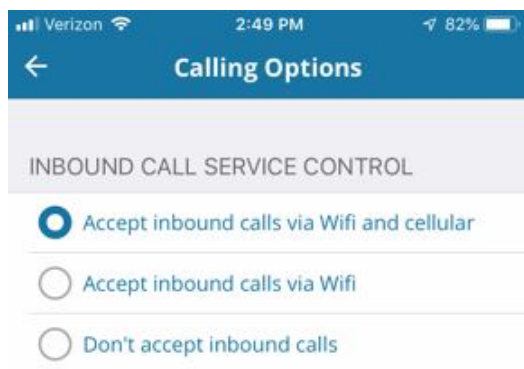 Verizon 2:49 PM 82%
Calling Options
INBOUND CALL SERVICE CONTROL
Accept inbound calls via Wifi and cellular
Accept inbound calls via Wifi
Don't accept inbound calls